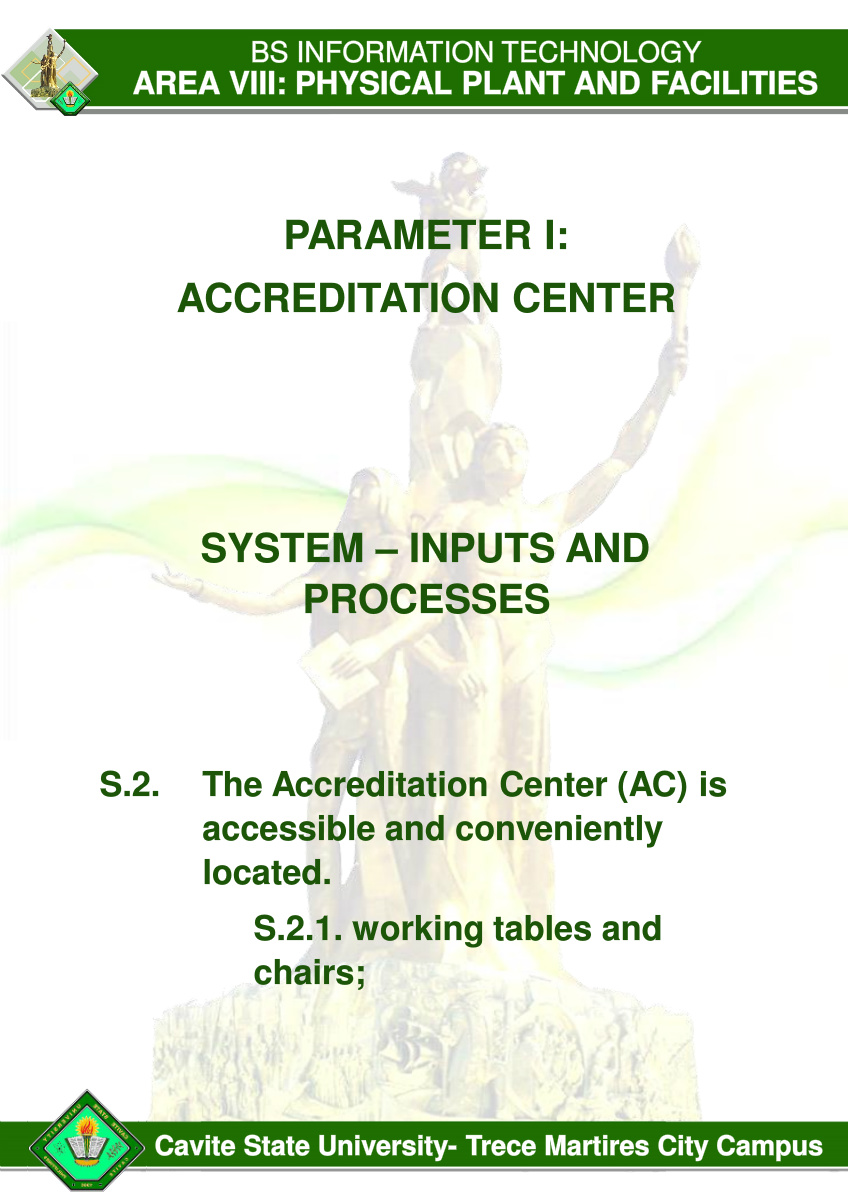 BS INFORMATION TECHNOLOGY
AREA VIII: PHYSICAL PLANT AND FACILITIES
PARAMETER I:
ACCREDITATION CENTER
SYSTEM – INPUTS AND
PROCESSES
S.2. The Accreditation Center (AC) is
accessible and conveniently
located.
S.2.1. working tables and
chairs;
Cavite State University- Trece Martires City Campus